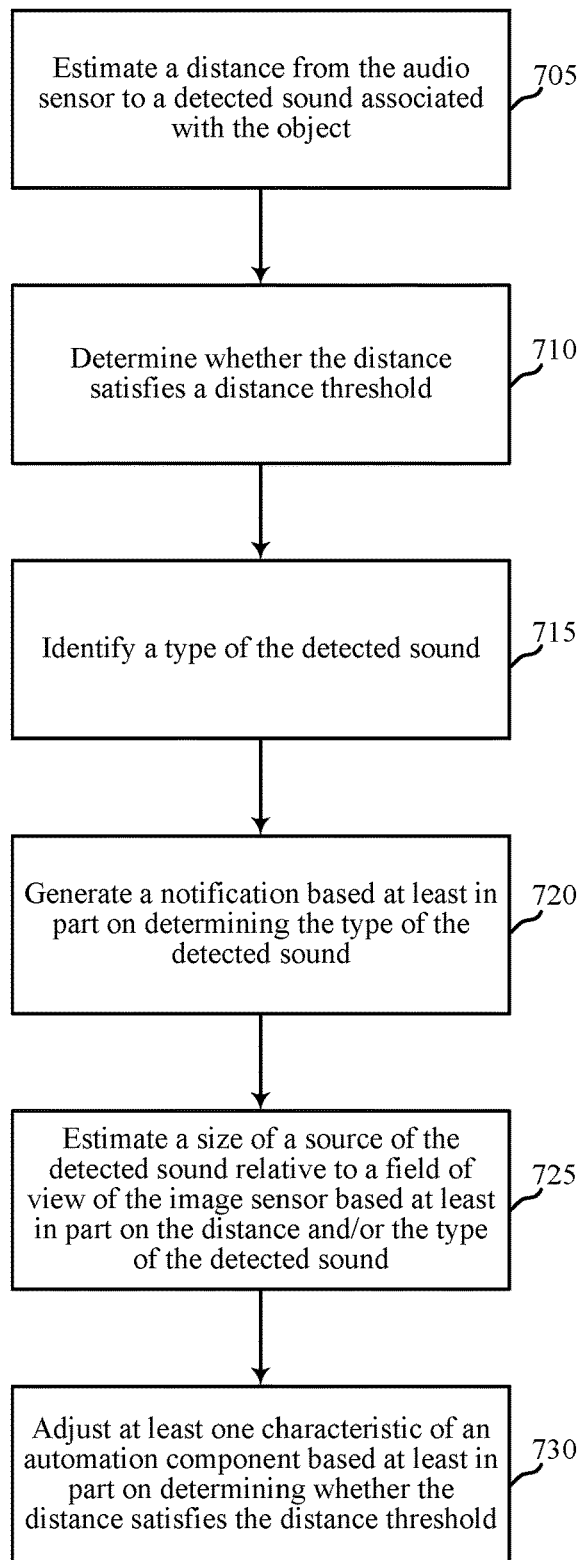 Estimate a distance from the audio
sensor to a detected sound associated
with the object
705
Determine whether the distance
satisfies a distance threshold
710
Identify a type of the detected sound
715
Generate a notification based at least in
part on determining the type of the
detected sound
720
Estimate a size of a source of the
detected sound relative to a field of
view of the image sensor based at least
in part on the distance and/or the type
of the detected sound
725
Adjust at least one characteristic of an
automation component based at least in
part on determining whether the
distance satisfies the distance threshold
730